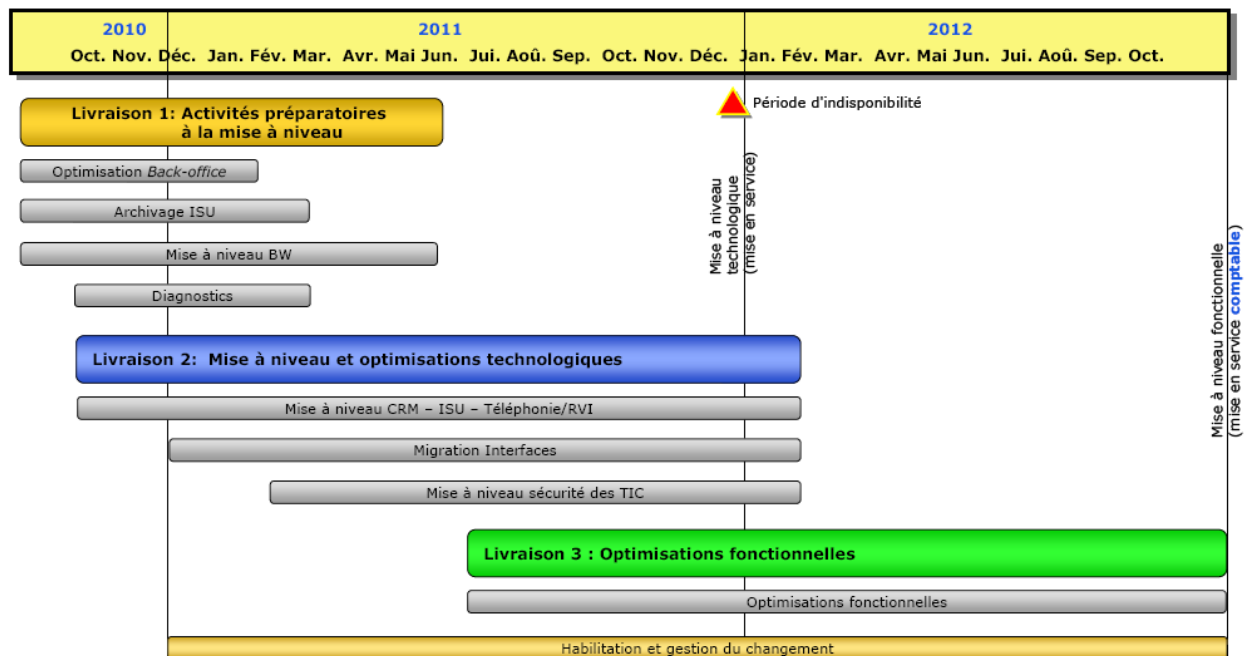 2010 2011 2012
Oct. Nov. Déc. Jan. Fév. Mar. Avr. Mai Jun. Jui. Aoû. Sep. Oct. Nov. Déc. Jan. Fév. Mar. Avr. Mai Jun. Jui. Aoû. Sep. Oct.
Livraison 1: Activités préparatoires
à la mise à niveau
Période d'indisponibilité
Optimisation Back-office
Archivage ISU
Mise à niveau BW
Diagnostics
Mise à niveau
technologique
(mise en service)
Mise à niveau fonctionnelle
(mise en service comptable)
Livraison 2: Mise à niveau et optimisations technologiques
Mise à niveau CRM – ISU – Téléphonie/RVI
Migration Interfaces
Mise à niveau sécurité des TIC
Livraison 3 : Optimisations fonctionnelles
Optimisations fonctionnelles
Habilitation et gestion du changement